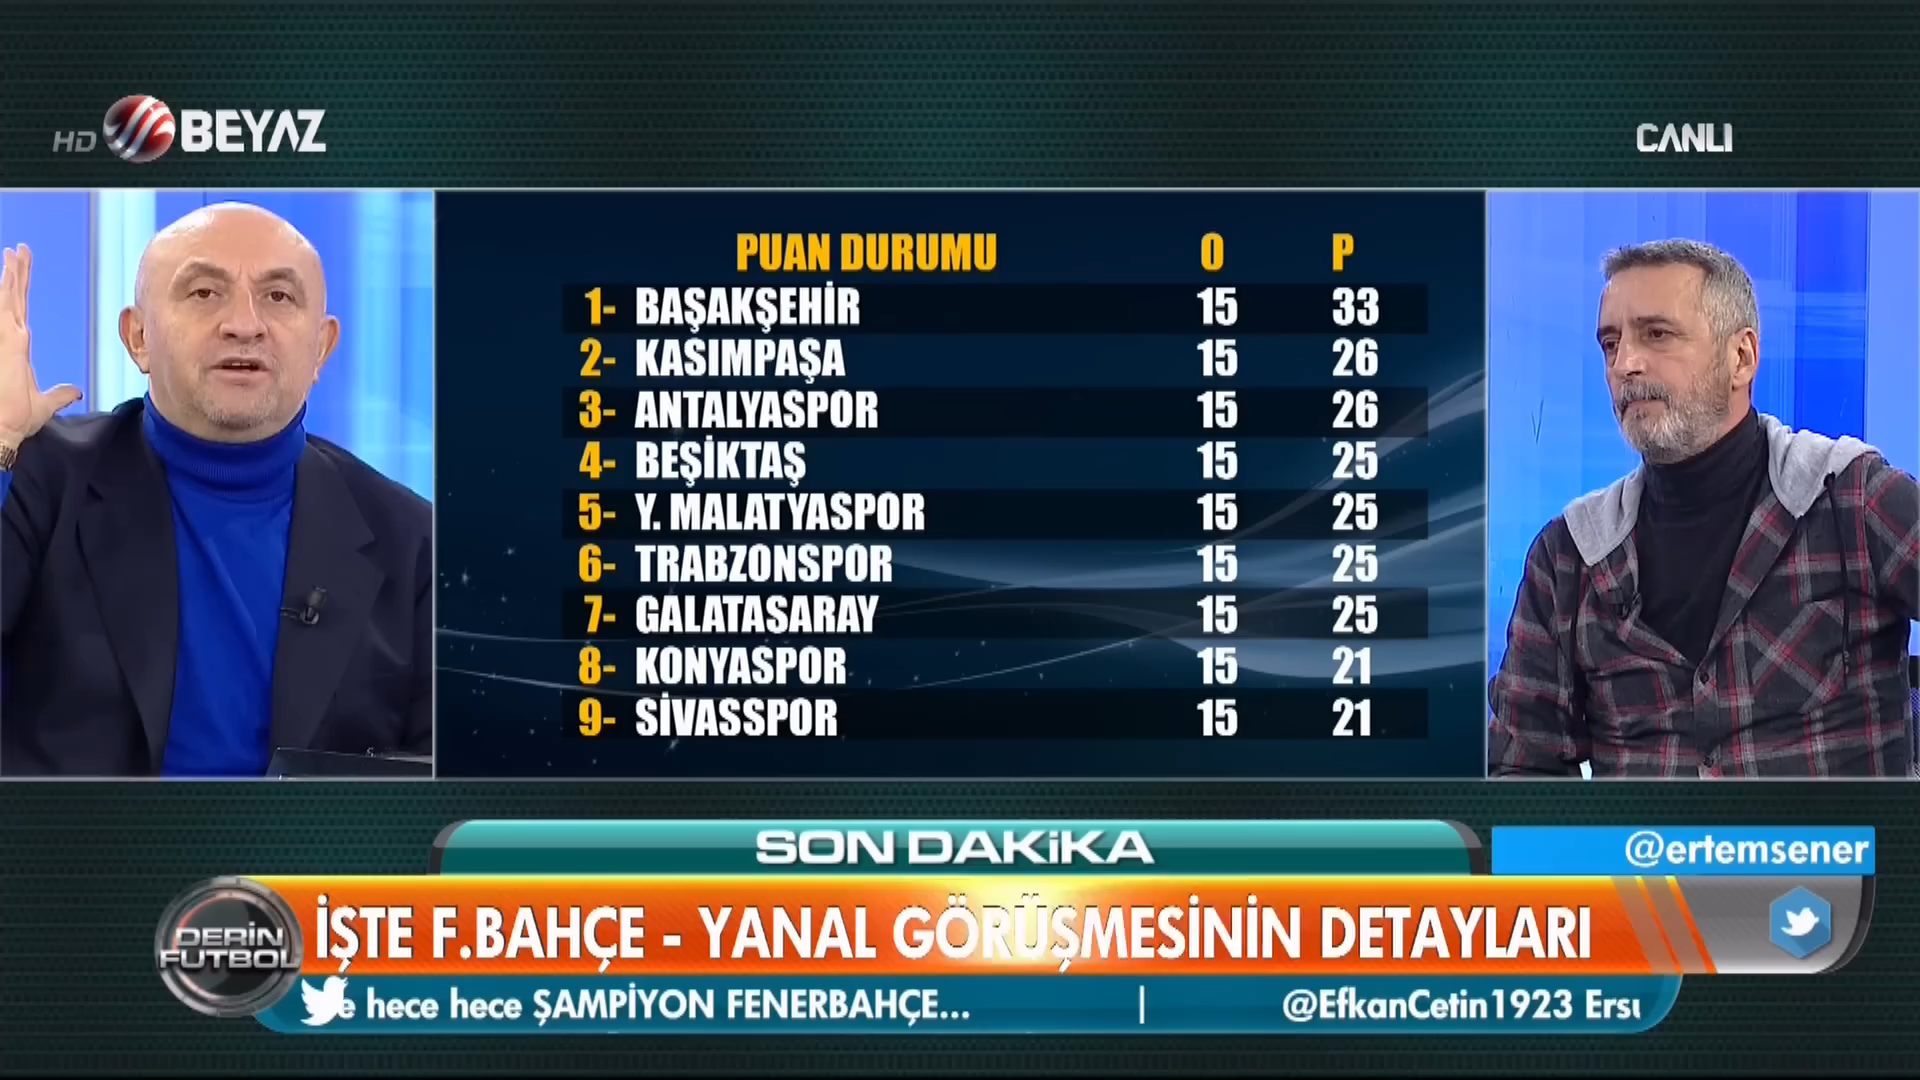 HD BEYAZ
CANLI
PUAN DURUMU O P
1- BAŞAKŞEHİR 15 33
2- KASIMPAŞA 15 26
3- ANTALYASPOR 15 26
4- BEŞİKTAŞ 15 25
5- Y. MALATYASPOR 15 25
6- TRABZONSPOR 15 25
7- GALATASARAY 15 25
8- KONYASPOR 15 21
9- SİVASSPOR 15 21
SON DAKİKA
@ertemsener
DERİN FUTBOL
İŞTE F.BAHÇE - YANAL GÖRÜŞMESİNİN DETAYLARI
hece hece ŞAMPİYON FENERBAHÇE... | @EfkanCetin1923